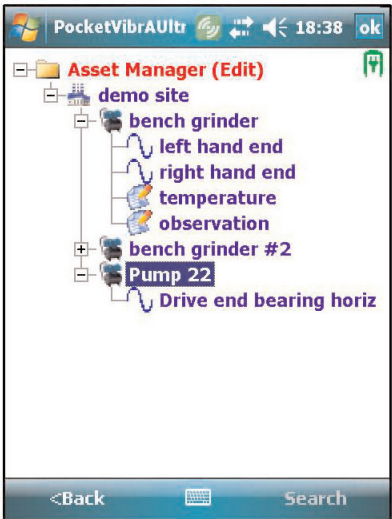 PocketVibrAUltr 18:38 ok
Asset Manager (Edit)
demo site
bench grinder
left hand end
right hand end
temperature
observation
bench grinder #2
Pump 22
Drive end bearing horiz
<Back Search